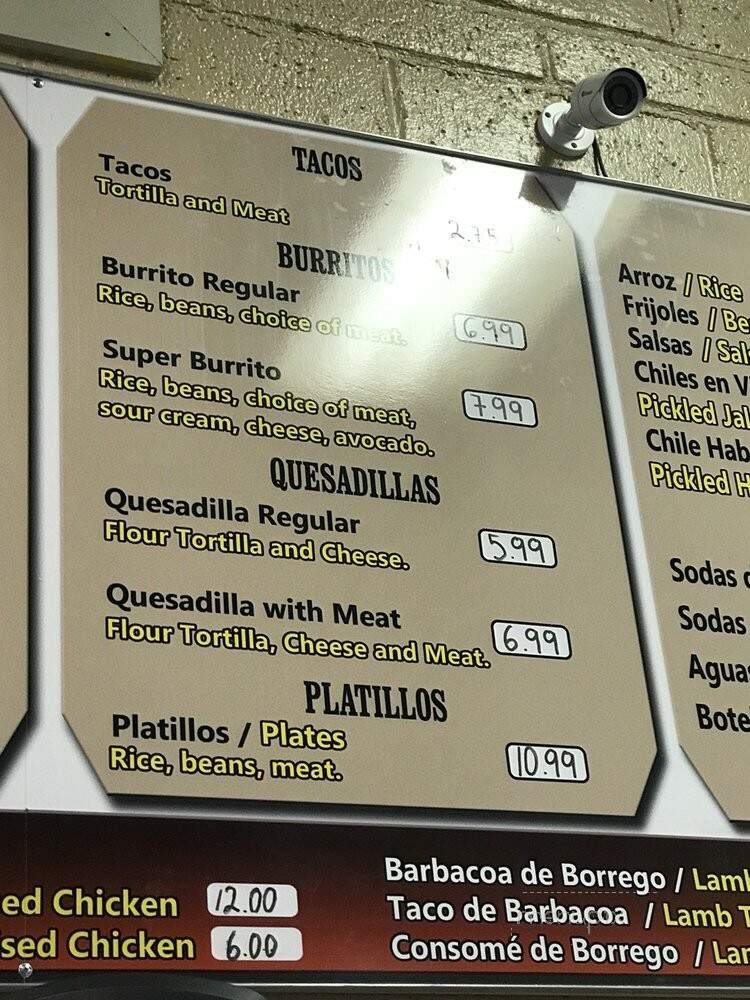 TACOS
Tacos
Tortilla and Meat
2.75
BURRITOS
Burrito Regular
Rice, beans, choice of meat.
6.99
Super Burrito
Rice, beans, choice of meat,
sour cream, cheese, avocado.
7.99
QUESADILLAS
Quesadilla Regular
Flour Tortilla and Cheese.
5.99
Quesadilla with Meat
Flour Tortilla, Cheese and Meat.
6.99
PLATILLOS
Platillos / Plates
Rice, beans, meat.
10.99
Arroz / Rice
Frijoles / Be
Salsas / Sal
Chiles en V
Pickled Jal
Chile Hab
Pickled H
Sodas
Sodas
Agua
Bote
ed Chicken 12.00
sed Chicken 6.00
Barbacoa de Borrego / Lamb
Taco de Barbacoa / Lamb T
Consomé de Borrego / Lam